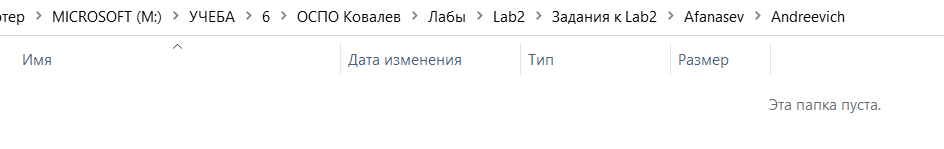 ютер > MICROSOFT (M:) > УЧЕБА > 6 > ОСПО Ковалев > Лабы > Lab2 > Задания к Lab2 > Afanasev > Andreevich
Имя Дата изменения Тип Размер
Эта папка пуста.